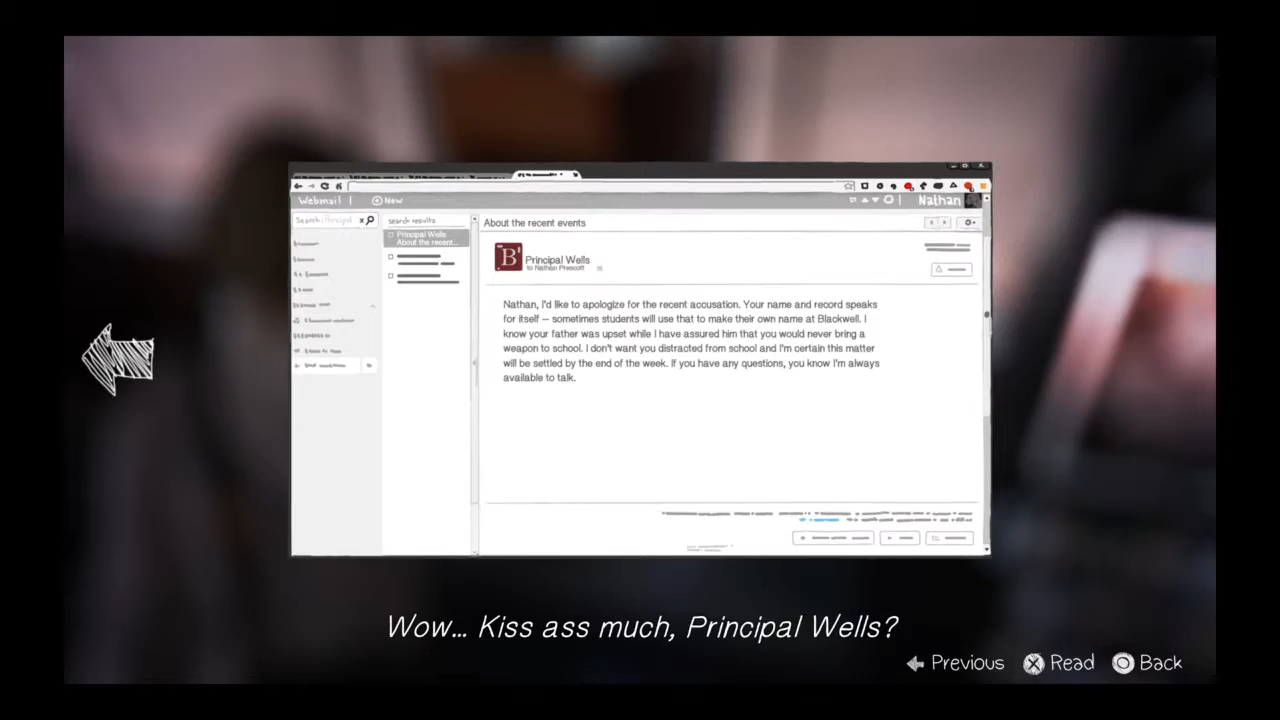 Webmail |
New
Nathan
Search: Principal x
search results
Principal Wells
About the recent...
About the recent events
B
Principal Wells
to Nathan Prescott
Nathan, I'd like to apologize for the recent accusation. Your name and record speaks
for itself -- sometimes students will use that to make their own name at Blackwell. I
know your father was upset while I have assured him that you would never bring a
weapon to school. I don't want you distracted from school and I'm certain this matter
will be settled by the end of the week. If you have any questions, you know I'm always
available to talk.
Wow... Kiss ass much, Principal Wells?
Previous Read Back